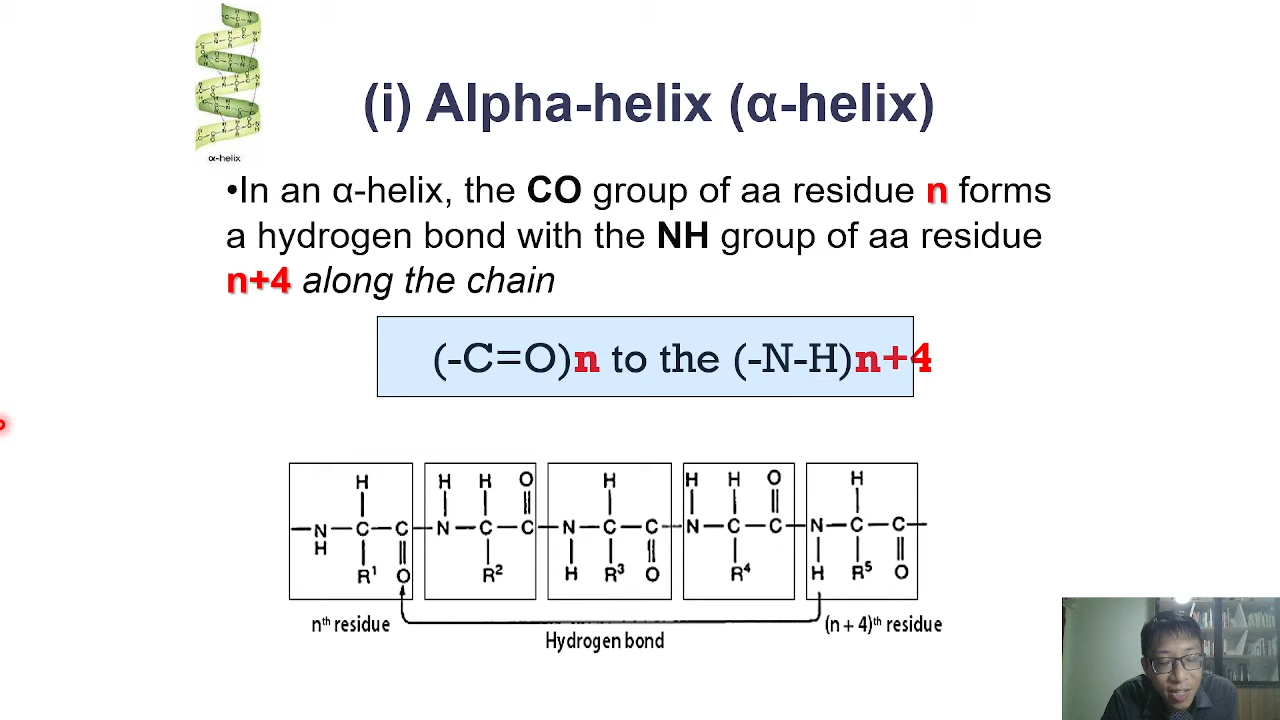 α-helix
(i) Alpha-helix (α-helix)
•In an α-helix, the CO group of aa residue n forms
a hydrogen bond with the NH group of aa residue
n+4 along the chain
(-C=O)n to the (-N-H)n+4
H H H O H H H O H
N C C N C C N C C N C C N C C
H R¹ O R² H R³ O R⁴ H R⁵ O
nᵗʰ residue (n + 4)ᵗʰ residue
Hydrogen bond